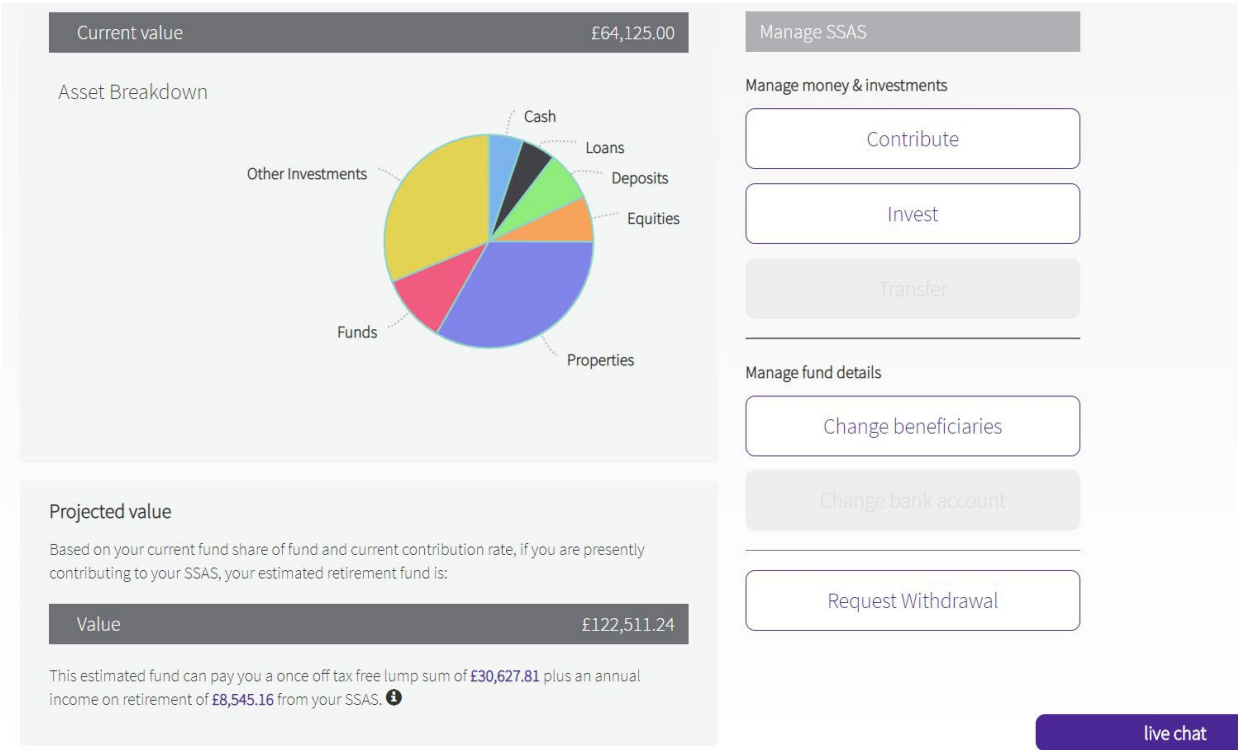 Current value £64,125.00
Asset Breakdown
Cash
Loans
Deposits
Equities
Properties
Funds
Other Investments
Projected value
Based on your current fund share of fund and current contribution rate, if you are presently
contributing to your SSAS, your estimated retirement fund is:
Value £122,511.24
This estimated fund can pay you a once off tax free lump sum of £30,627.81 plus an annual
income on retirement of £8,545.16 from your SSAS.
Manage SSAS
Manage money & investments
Contribute
Invest
Transfer
Manage fund details
Change beneficiaries
Change bank account
Request Withdrawal
live chat